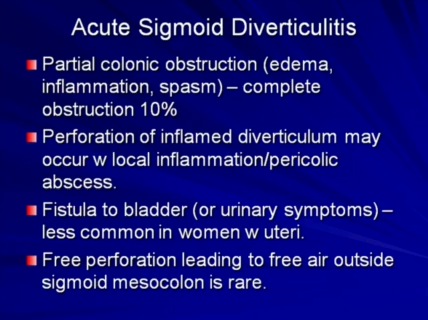 Acute Sigmoid Diverticulitis
Partial colonic obstruction (edema,
inflammation, spasm) – complete
obstruction 10%
Perforation of inflamed diverticulum may
occur w local inflammation/pericolic
abscess.
Fistula to bladder (or urinary symptoms) –
less common in women w uteri.
Free perforation leading to free air outside
sigmoid mesocolon is rare.